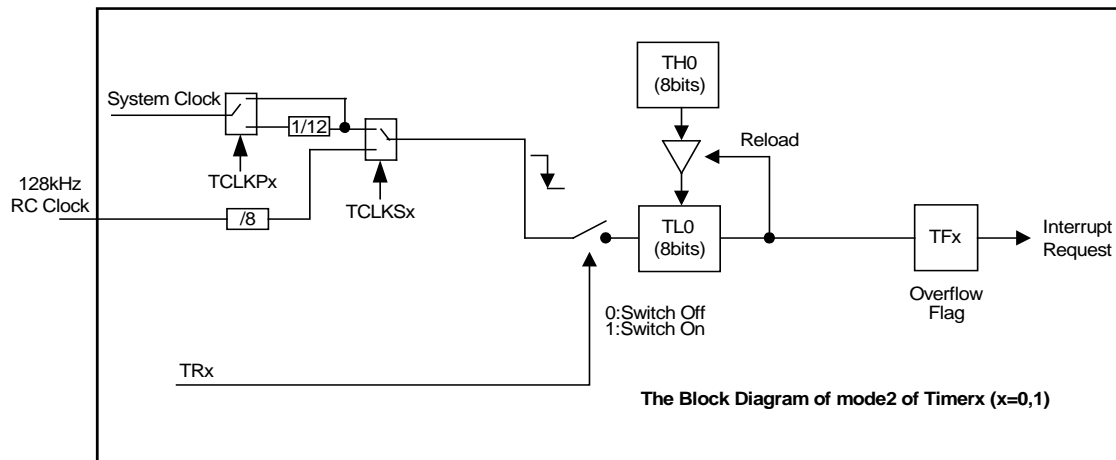 TH0
(8bits)
System Clock
1/12
Reload
TCLKPx
128kHz
RC Clock
TCLKSx
/8
TL0
(8bits)
TFx
Interrupt
Request
Overflow
Flag
0:Switch Off
1:Switch On
TRx
The Block Diagram of mode2 of Timerx (x=0,1)